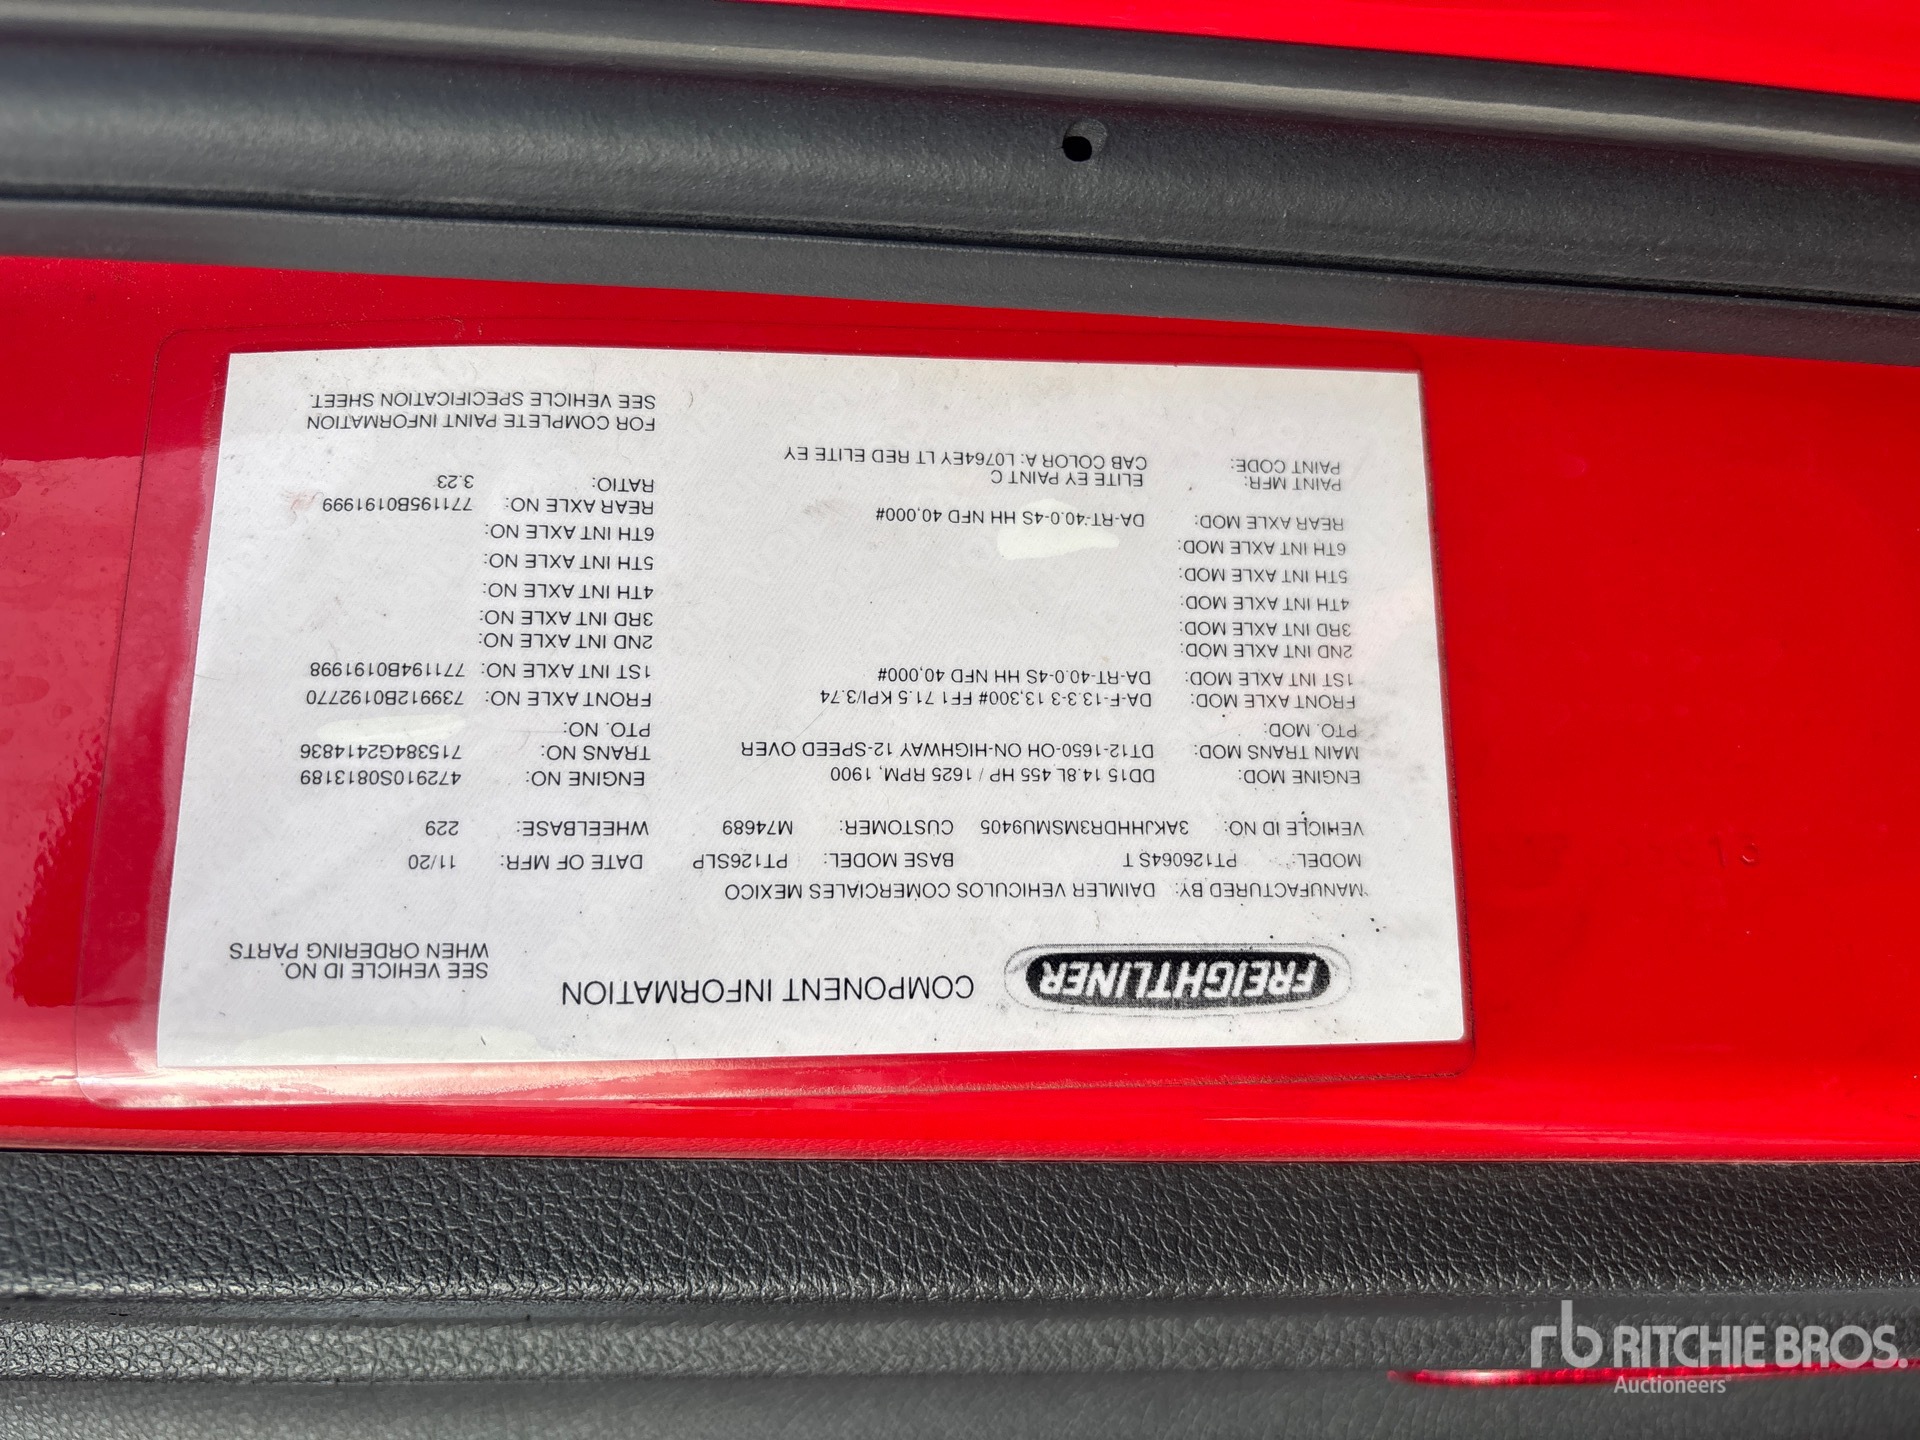 FREIGHTLINER COMPONENT INFORMATION
SEE VEHICLE ID NO.
WHEN ORDERING PARTS
MANUFACTURED BY: DAIMLER VEHICULOS COMERCIALES MEXICO
MODEL: PT126064S T BASE MODEL: PT126SLP DATE OF MFR: 11/20
VEHICLE ID NO: 3AKJHHDR3MSMU9405 CUSTOMER: M74689 WHEELBASE: 229
ENGINE MOD: DD15 14.8L 455 HP / 1625 RPM, 1900 ENGINE NO: 472910S0813189
MAIN TRANS MOD: DT12-1650-OH ON-HIGHWAY 12-SPEED OVER TRANS NO: 715384G2414836
PTO. MOD: PTO. NO:
FRONT AXLE MOD: DA-F-13.3-3 13,300# FF1 71.5 KPI/3.74 FRONT AXLE NO: 739912B0192770
1ST INT AXLE MOD: DA-RT-40.0-4S HH NFD 40,000# 1ST INT AXLE NO: 771194B0191998
2ND INT AXLE MOD: 2ND INT AXLE NO:
3RD INT AXLE MOD: 3RD INT AXLE NO:
4TH INT AXLE MOD: 4TH INT AXLE NO:
5TH INT AXLE MOD: 5TH INT AXLE NO:
6TH INT AXLE MOD: 6TH INT AXLE NO:
REAR AXLE MOD: DA-RT-40.0-4S HH NFD 40,000# REAR AXLE NO: 771195B0191999
RATIO: 3.23
PAINT MFR: ELITE EY PAINT C
PAINT CODE: CAB COLOR A: L0764EY LT RED ELITE EY
FOR COMPLETE PAINT INFORMATION
SEE VEHICLE SPECIFICATION SHEET.
rb RITCHIE BROS.
Auctioneers